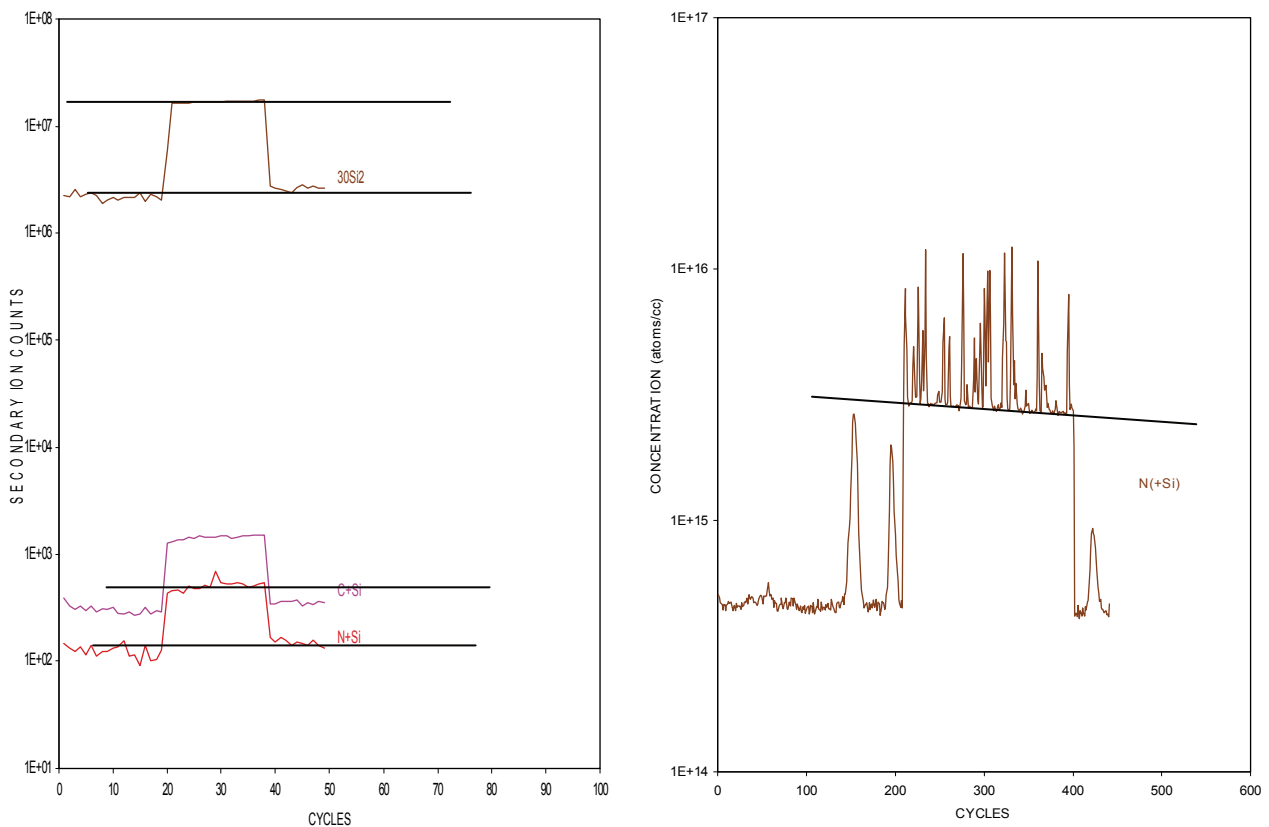 1E+08
1E+07
1E+06
1E+05
1E+04
1E+03
1E+02
1E+01
SECONDARY ION COUNTS
30Si2
C+Si
N+Si
0 10 20 30 40 50 60 70 80 90 100
CYCLES
1E+17
1E+16
1E+15
1E+14
CONCENTRATION (atoms/cc)
N(+Si)
0 100 200 300 400 500 600
CYCLES